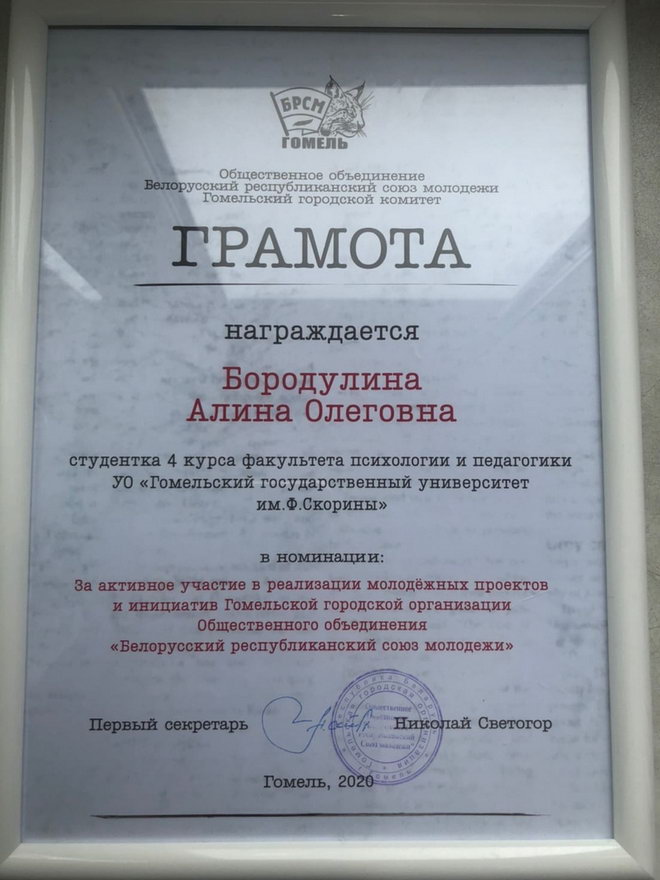 БРСМ
ГОМЕЛЬ
Общественное объединение
Белорусский республиканский союз молодежи
Гомельский городской комитет
ГРАМОТА
награждается
Бородулина
Алина Олеговна
студентка 4 курса факультета психологии и педагогики
УО «Гомельский государственный университет
им.Ф.Скорины»
в номинации:
За активное участие в реализации молодёжных проектов
и инициатив Гомельской городской организации
Общественного объединения
«Белорусский республиканский союз молодежи»
Первый секретарь
Николай Светогор
Гомель, 2020